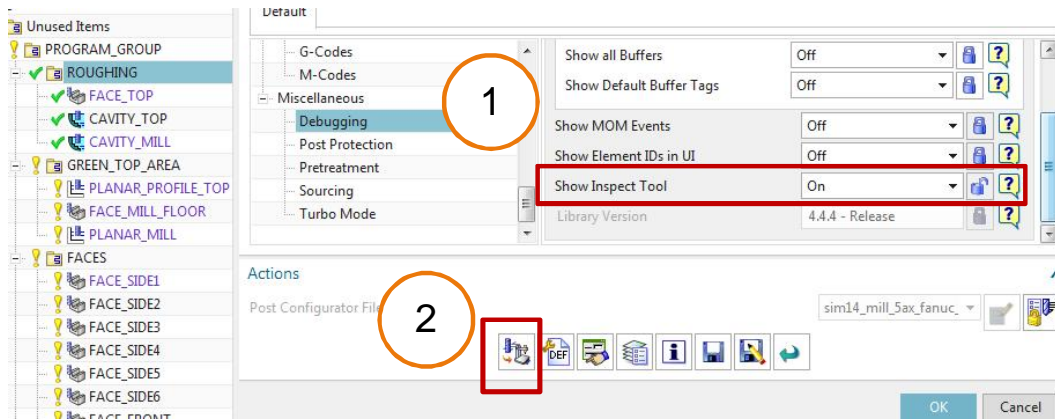 Unused Items
PROGRAM_GROUP
ROUGHING
FACE_TOP
CAVITY_TOP
CAVITY_MILL
GREEN_TOP_AREA
PLANAR_PROFILE_TOP
FACE_MILL_FLOOR
PLANAR_MILL
FACES
FACE_SIDE1
FACE_SIDE2
FACE_SIDE3
FACE_SIDE4
FACE_SIDE5
FACE_SIDE6
FACE_FRONT
Default
G-Codes
M-Codes
Miscellaneous
Debugging
Post Protection
Pretreatment
Sourcing
Turbo Mode
1
Show all Buffers Off
Show Default Buffer Tags Off
Show MOM Events Off
Show Element IDs in UI Off
Show Inspect Tool On
Library Version 4.4.4 - Release
Actions
Post Configurator File sim14_mill_5ax_fanuc_
2
DEF
OK Cancel